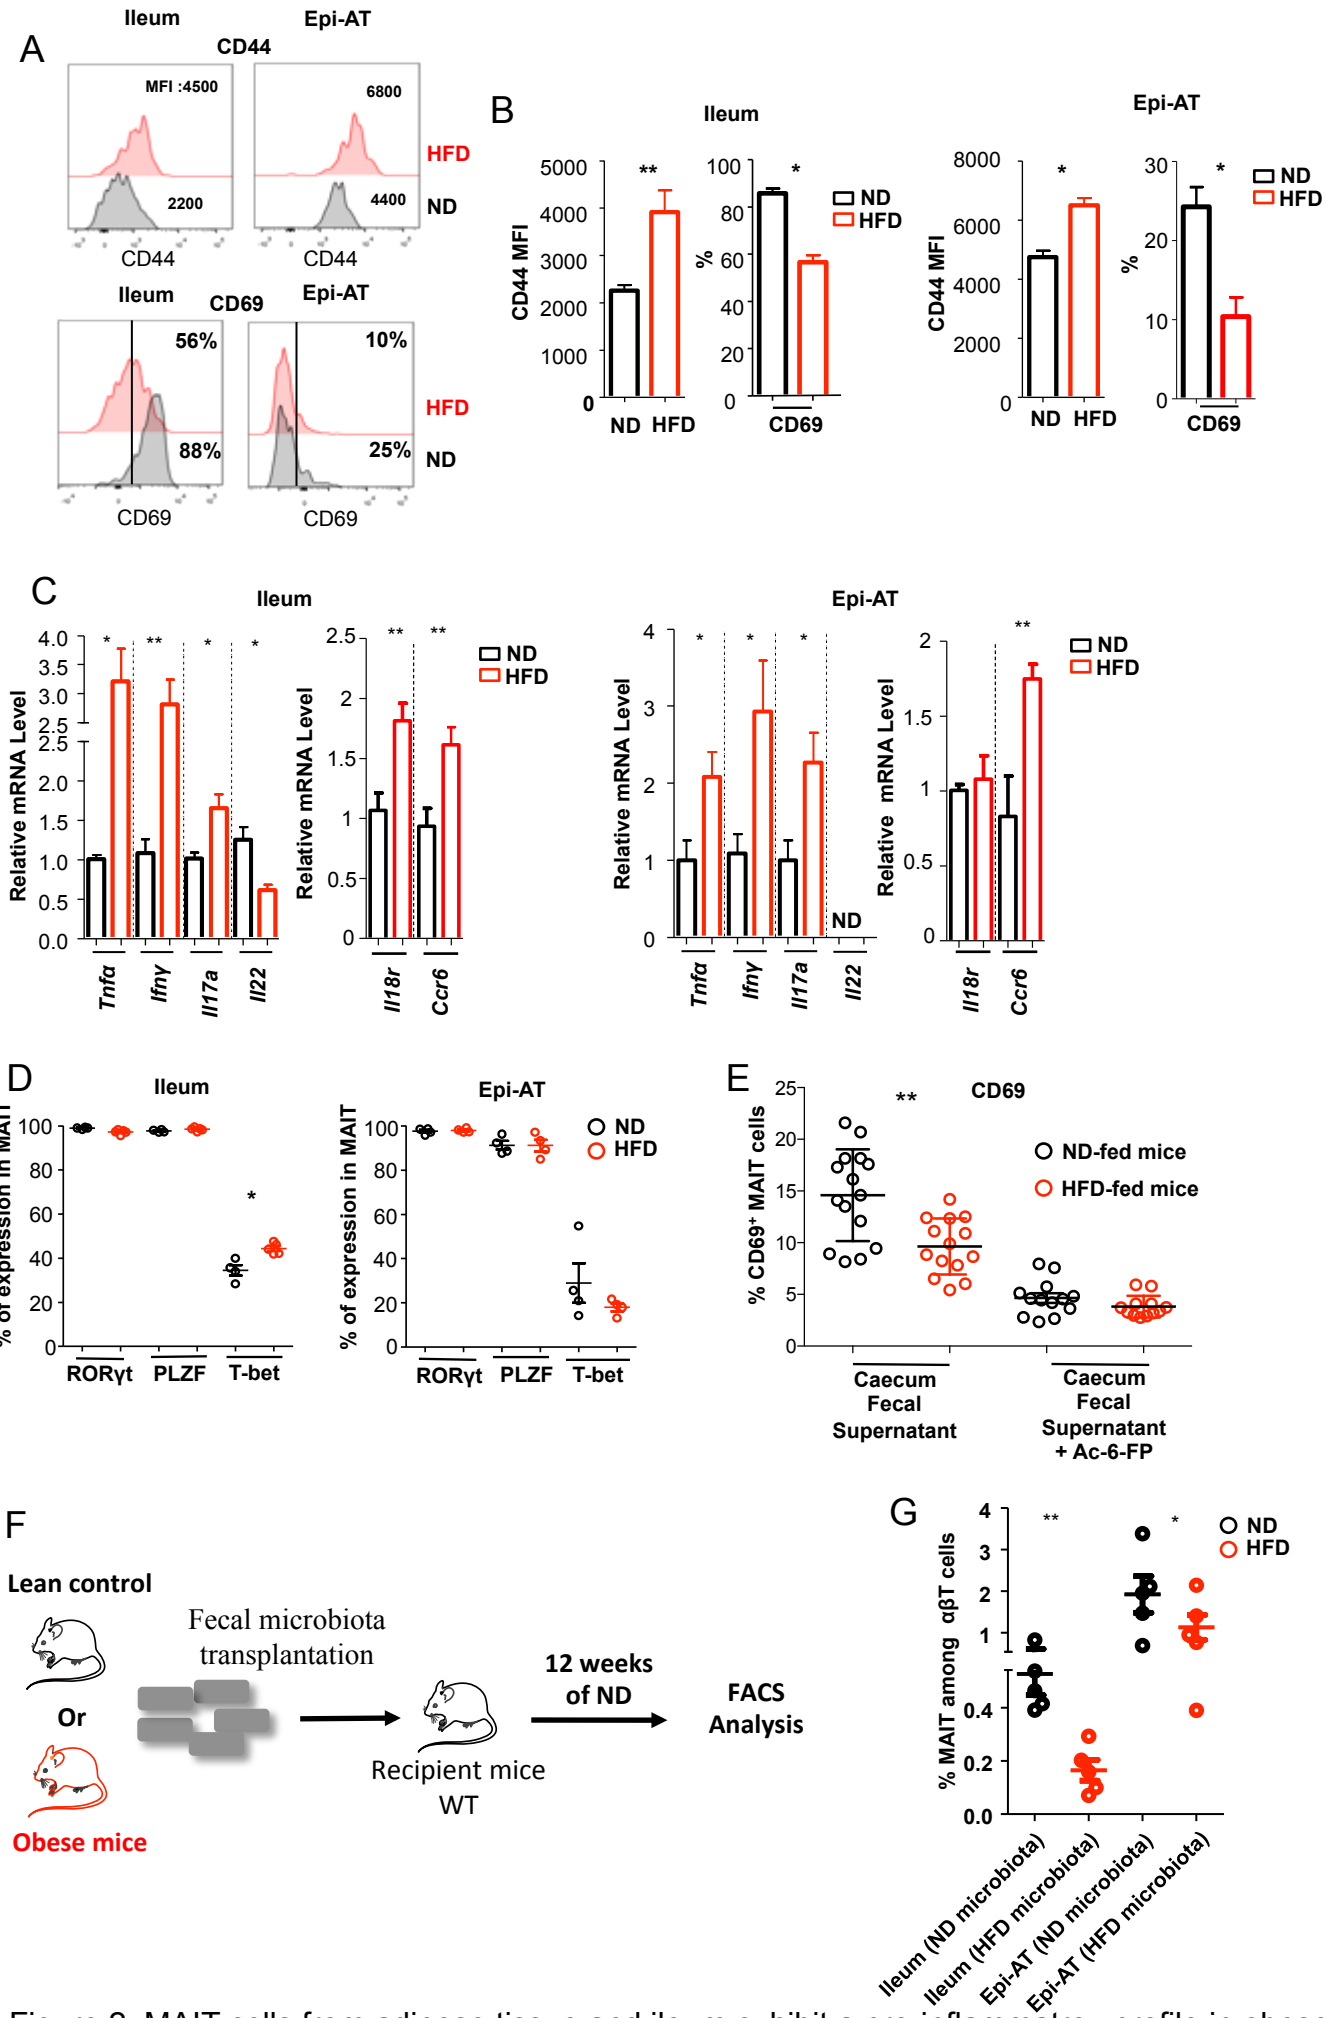 A
Ileum
Epi-AT
CD44
MFI :4500
6800
HFD
2200
4400
ND
CD44
CD44
Ileum
CD69
Epi-AT
56%
10%
HFD
88%
25%
ND
CD69
CD69
B
Ileum
Epi-AT
CD44 MFI
5000
4000
3000
2000
1000
0
**
ND HFD
%
100
80
60
40
20
0
*
CD69
ND
HFD
CD44 MFI
8000
6000
4000
2000
0
*
ND HFD
%
30
20
10
0
*
CD69
ND
HFD
C
Ileum
Relative mRNA Level
4.0
3.5
3.0
2.5
2.5
2.0
1.5
1.0
0.5
0.0
* ** * *
Tnfα
Ifnγ
Il17a
Il22
Relative mRNA Level
2.5
2
1.5
1
0.5
0
** **
Il18r
Ccr6
ND
HFD
Epi-AT
Relative mRNA Level
4
3
2
1
0
* * *
ND
Tnfα
Ifnγ
Il17a
Il22
Relative mRNA Level
2
1.5
1
0.5
0
**
Il18r
Ccr6
ND
HFD
D
Ileum
% of expression in MAIT
100
80
60
40
20
0
*
RORγt PLZF T-bet
Epi-AT
% of expression in MAIT
100
80
60
40
20
0
RORγt PLZF T-bet
ND
HFD
E
CD69
% CD69+ MAIT cells
25
20
15
10
5
0
**
ND-fed mice
HFD-fed mice
Caecum
Fecal
Supernatant
Caecum
Fecal
Supernatant
+ Ac-6-FP
F
Lean control
Or
Obese mice
Fecal microbiota
transplantation
Recipient mice
WT
12 weeks
of ND
FACS
Analysis
G
% MAIT among αβT cells
4
3
2
1
0.4
0.2
0.0
** *
ND
HFD
Ileum (ND microbiota)
Ileum (HFD microbiota)
Epi-AT (ND microbiota)
Epi-AT (HFD microbiota)